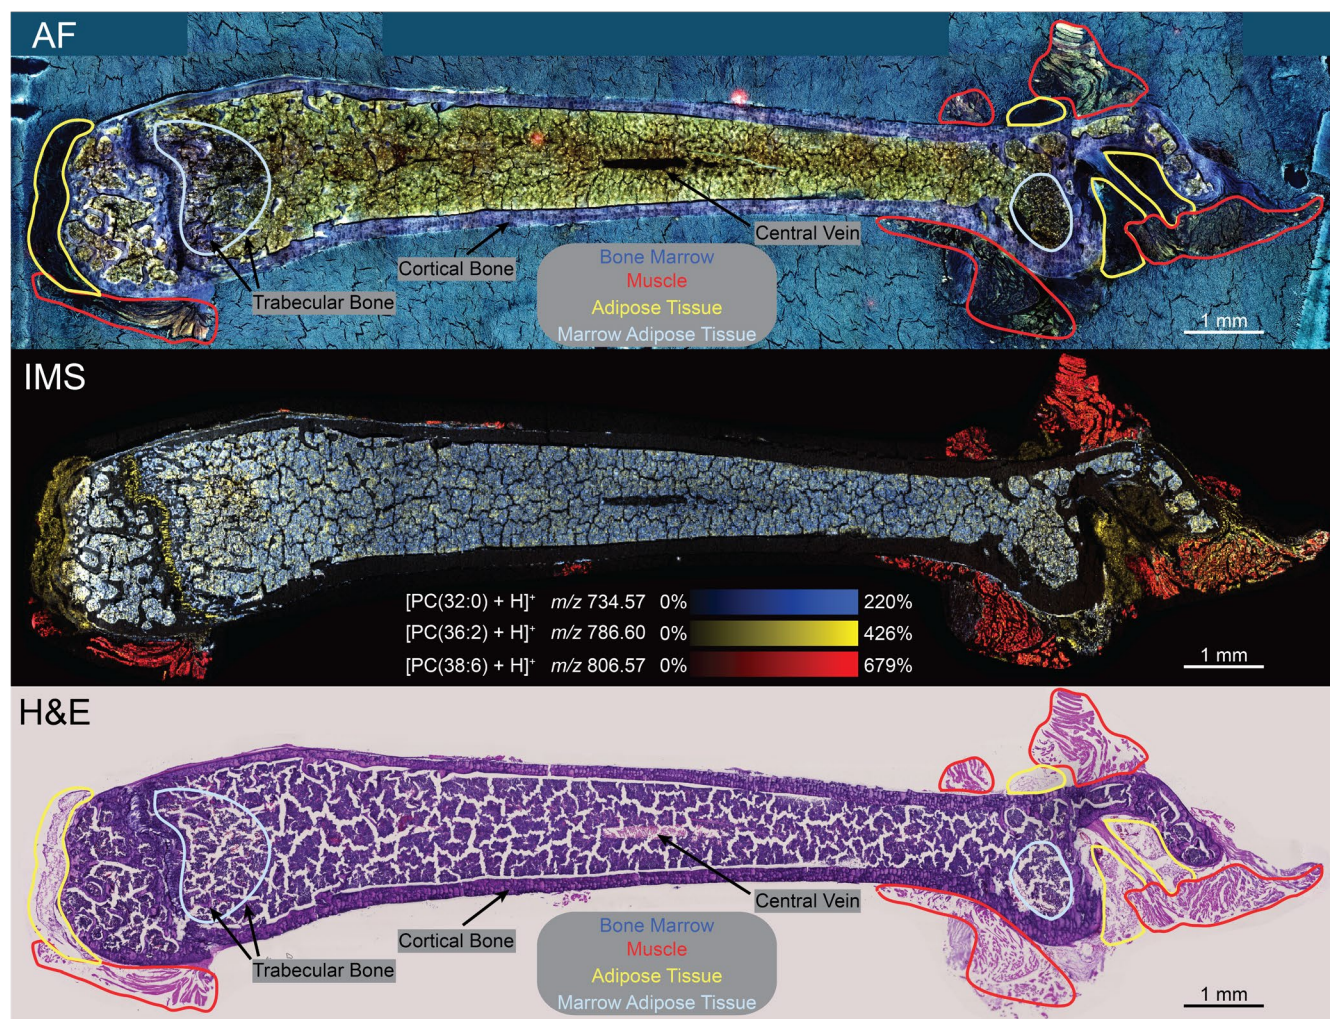 AF
Central Vein
Cortical Bone
Trabecular Bone
Bone Marrow
Muscle
Adipose Tissue
Marrow Adipose Tissue
1 mm
IMS
[PC(32:0) + H]⁺ m/z 734.57 0% 220%
[PC(36:2) + H]⁺ m/z 786.60 0% 426%
[PC(38:6) + H]⁺ m/z 806.57 0% 679%
1 mm
H&E
Central Vein
Cortical Bone
Trabecular Bone
Bone Marrow
Muscle
Adipose Tissue
Marrow Adipose Tissue
1 mm